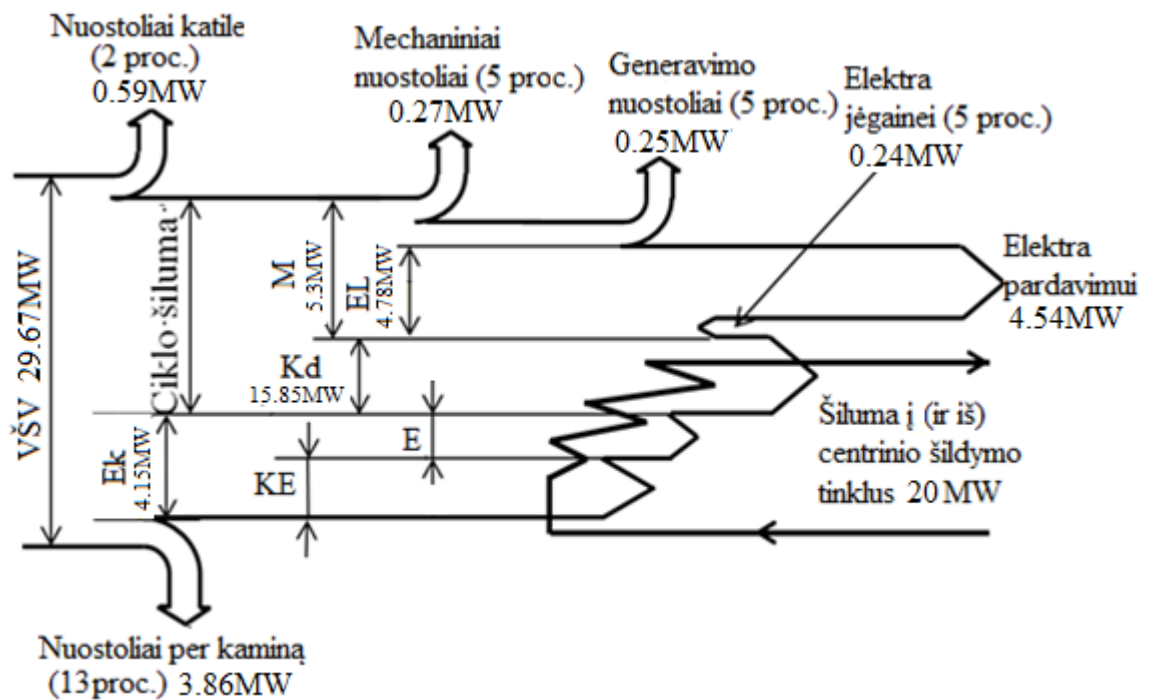 Nuostoliai katile
(2 proc.)
0.59MW
Mechaniniai
nuostoliai (5 proc.)
0.27MW
Generavimo
nuostoliai (5 proc.)
0.25MW
Elektra
jėgainei (5 proc.)
0.24MW
VŠV 29.67MW
Ciklo·šiluma
M
5.3MW
EL
4.78MW
Elektra
pardavimui
4.54MW
Kd
15.85MW
Ek
4.15MW
E
KE
Šiluma į (ir iš)
centrinio šildymo
tinklus 20 MW
Nuostoliai per kaminą
(13proc.) 3.86MW